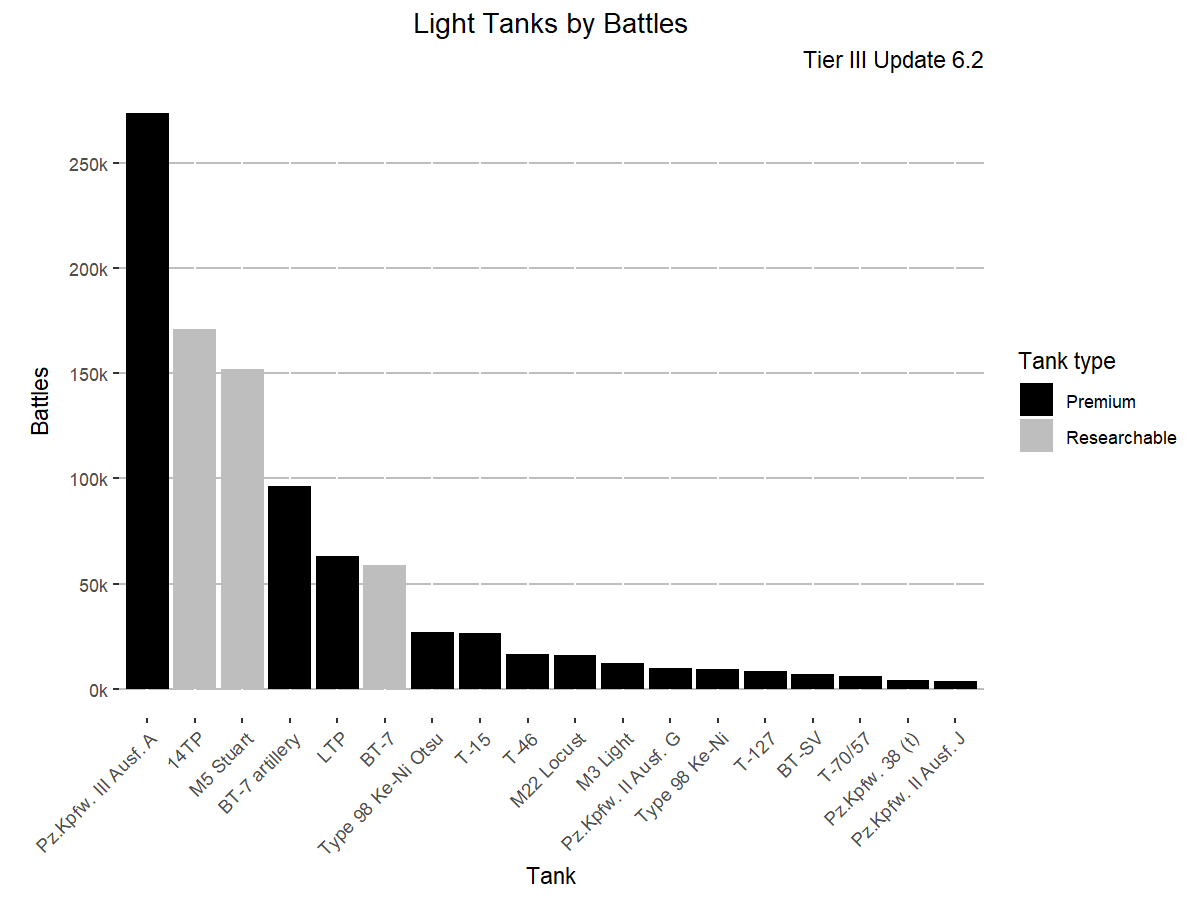 Light Tanks by Battles
Tier III Update 6.2
Battles
250k
200k
150k
100k
50k
0k
Pz.Kpfw. III Ausf. A
14TP
M5 Stuart
BT-7 artillery
LTP
BT-7
Type 98 Ke-Ni Otsu
T-15
T-46
M22 Locust
M3 Light
Pz.Kpfw. II Ausf. G
Type 98 Ke-Ni
T-127
BT-SV
T-70/57
Pz.Kpfw. 38 (t)
Pz.Kpfw. II Ausf. J
Tank
Tank type
Premium
Researchable